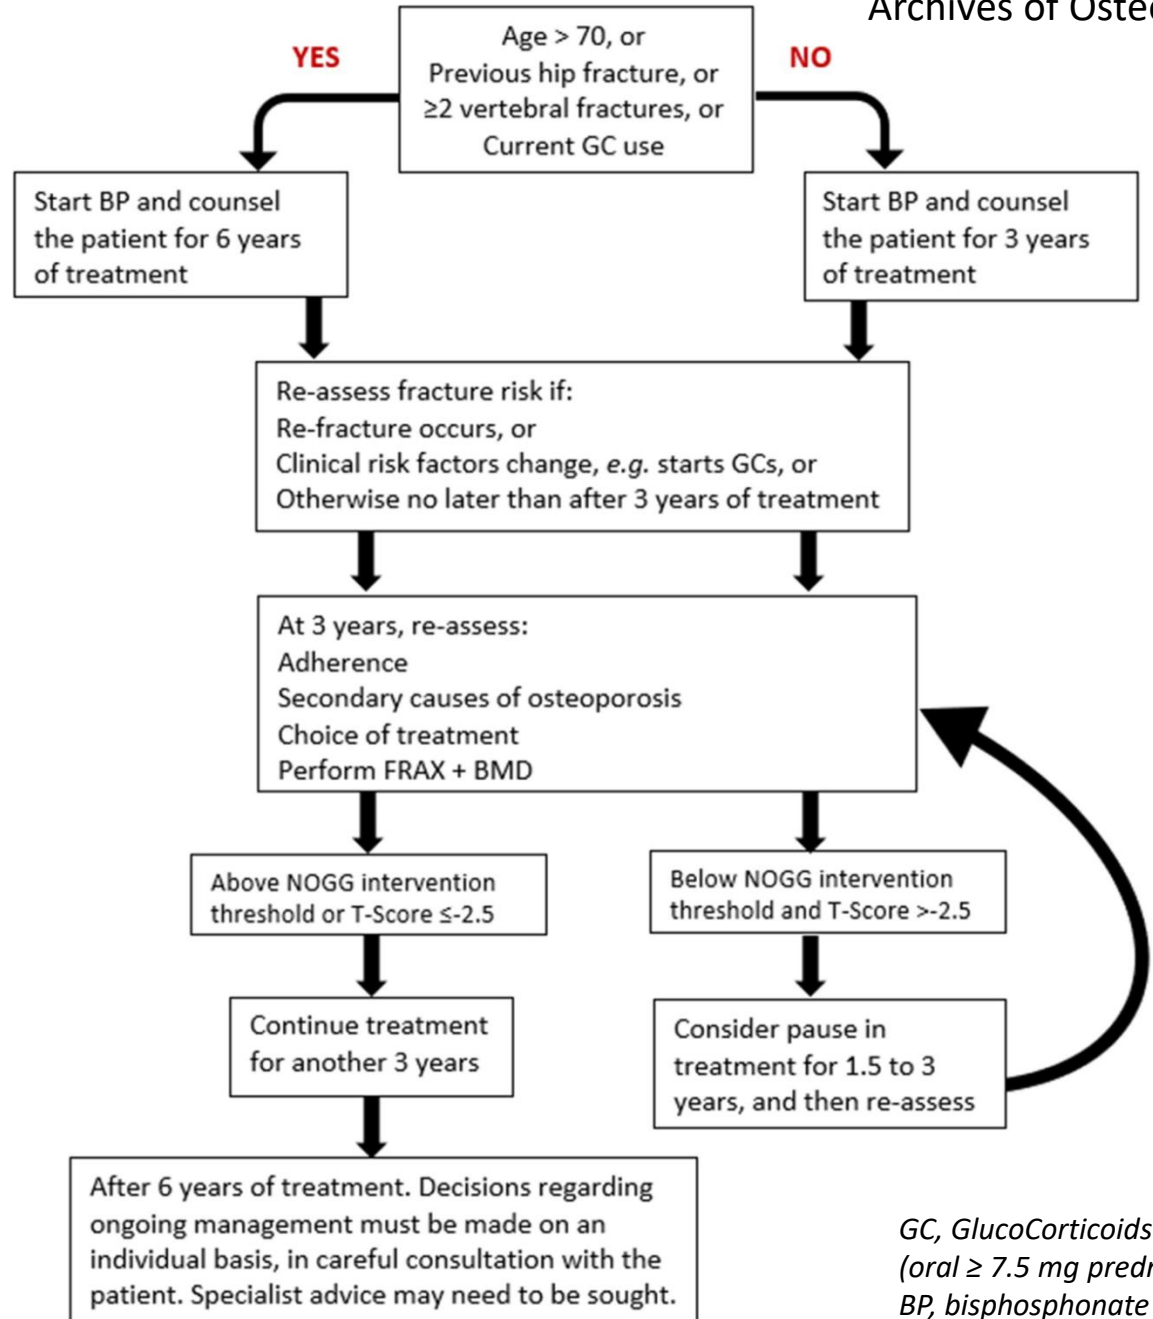 Archives of
Age > 70, or
Previous hip fracture, or
≥2 vertebral fractures, or
Current GC use
YES
NO
Start BP and counsel
the patient for 6 years
of treatment
Start BP and counsel
the patient for 3 years
of treatment
Re-assess fracture risk if:
Re-fracture occurs, or
Clinical risk factors change, e.g. starts GCs, or
Otherwise no later than after 3 years of treatment
At 3 years, re-assess:
Adherence
Secondary causes of osteoporosis
Choice of treatment
Perform FRAX + BMD
Above NOGG intervention
threshold or T-Score ≤-2.5
Below NOGG intervention
threshold and T-Score >-2.5
Continue treatment
for another 3 years
Consider pause in
treatment for 1.5 to 3
years, and then re-assess
After 6 years of treatment. Decisions regarding
ongoing management must be made on an
individual basis, in careful consultation with the
patient. Specialist advice may need to be sought.
GC, GlucoCorticoids
(oral ≥ 7.5 mg
BP, bisphosphonate